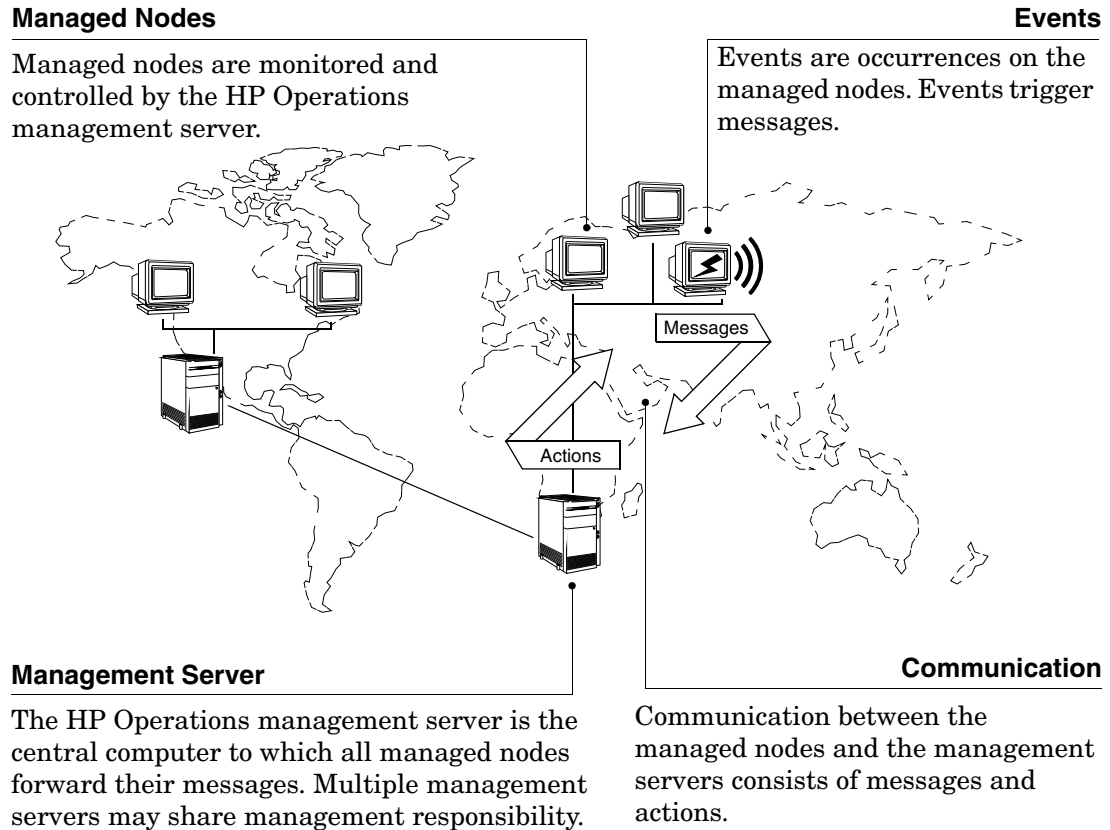 Managed Nodes
Managed nodes are monitored and
controlled by the HP Operations
management server.
Events
Events are occurrences on the
managed nodes. Events trigger
messages.
Messages
Actions
Management Server
The HP Operations management server is the
central computer to which all managed nodes
forward their messages. Multiple management
servers may share management responsibility.
Communication
Communication between the
managed nodes and the management
servers consists of messages and
actions.